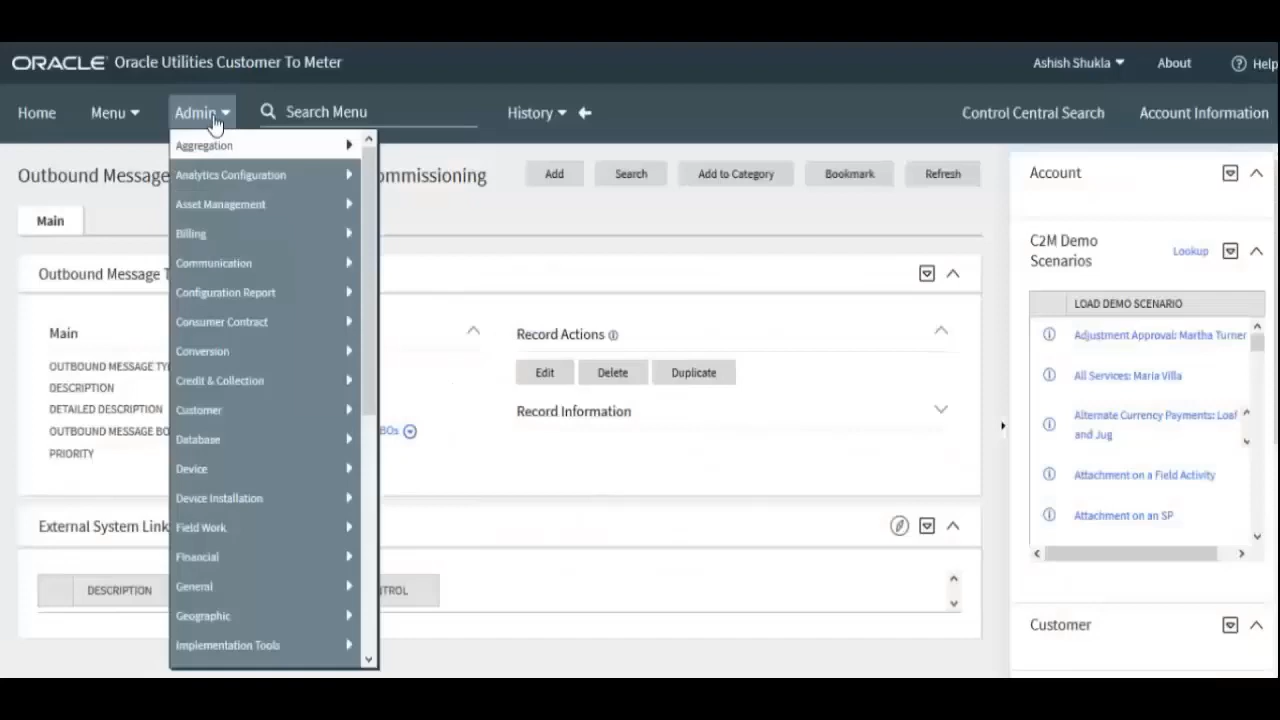 ORACLE Oracle Utilities Customer To Meter
Ashish Shukla About Help
Home Menu Admin Search Menu History Control Central Search Account Information
Outbound Message
ommissioning
Add Search Add to Category Bookmark Refresh
Main
Outbound Message T
Main
OUTBOUND MESSAGE TY
DESCRIPTION
DETAILED DESCRIPTION
OUTBOUND MESSAGE BO
BOs
PRIORITY
Record Actions
Edit Delete Duplicate
Record Information
External System Link
DESCRIPTION
TROL
Aggregation
Analytics Configuration
Asset Management
Billing
Communication
Configuration Report
Consumer Contract
Conversion
Credit & Collection
Customer
Database
Device
Device Installation
Field Work
Financial
General
Geographic
Implementation Tools
Account
C2M Demo
Scenarios
Lookup
LOAD DEMO SCENARIO
Adjustment Approval: Martha Turner
All Services: Maria Villa
Alternate Currency Payments: Loaf
and Jug
Attachment on a Field Activity
Attachment on an SP
Customer